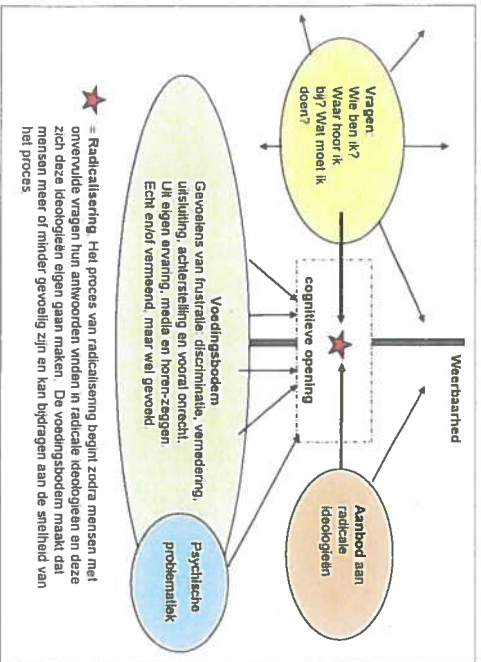 Weerbaarhed
Vragen:
Wie ben ik?
Waar hoor ik
bij? Wat moet ik
doen?
cognitieve opening
Aanbod aan
radicale
ideologieën
Voedingsbodem
Gevoelens van frustratie: discriminatie, vernedering,
uitsluiting, achterstelling en vooral onrecht.
Uit eigen ervaring, media en horen-zeggen.
Echt en/of vermeend, maar wel gevoeld.
Psychische
problematiek
= Radicalisering. Het proces van radicalisering begint zodra mensen met
onvervulde vragen hun antwoorden vinden in radicale ideologieën en deze
zich deze ideologieën eigen gaan maken. De voedingsbodem maakt dat
mensen meer of minder gevoelig zijn en kan bijdragen aan de snelheid van
het proces.